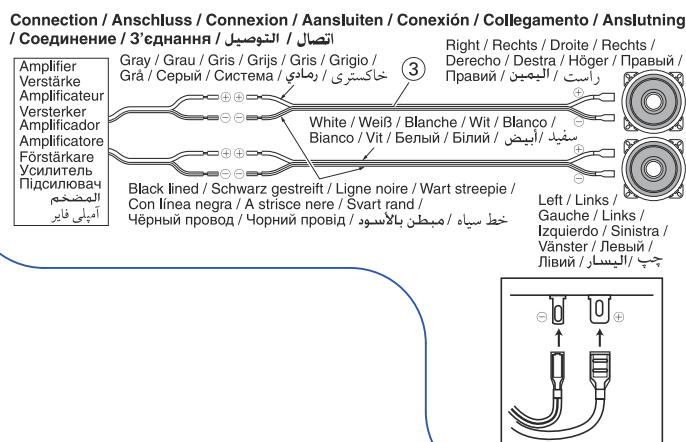 Connection / Anschluss / Connexion / Aansluiten / Conexión / Collegamento / Anslutning
/ Соединение / З'єднання / التوصيل / اتصال
Amplifier
Verstärke
Amplificateur
Versterker
Amplificador
Amplificatore
Förstärkare
Усилитель
Підсилювач
المضخم
آمپلی فایر
Gray / Grau / Gris / Grijs / Gris / Grigio /
Grå / Серый / Система / رمادي / خاکستری
③
Right / Rechts / Droite / Rechts /
Derecho / Destra / Höger / Правый /
Правий / اليمين / راست
⊕ ⊕ ⊕
⊖ ⊖ ⊖
White / Weiß / Blanche / Wit / Blanco /
Bianco / Vit / Белый / Білий / أبيض / سفید
⊕ ⊕ ⊕
⊖ ⊖ ⊖
Black lined / Schwarz gestreift / Ligne noire / Wart streepie /
Con línea negra / A strisce nere / Svart rand /
Чёрный провод / Чорний провід / مبطن بالأسود / خط سیاه
Left / Links /
Gauche / Links /
Izquierdo / Sinistra /
Vänster / Левый /
Лівий / اليسار / چپ
⊖ ⊕